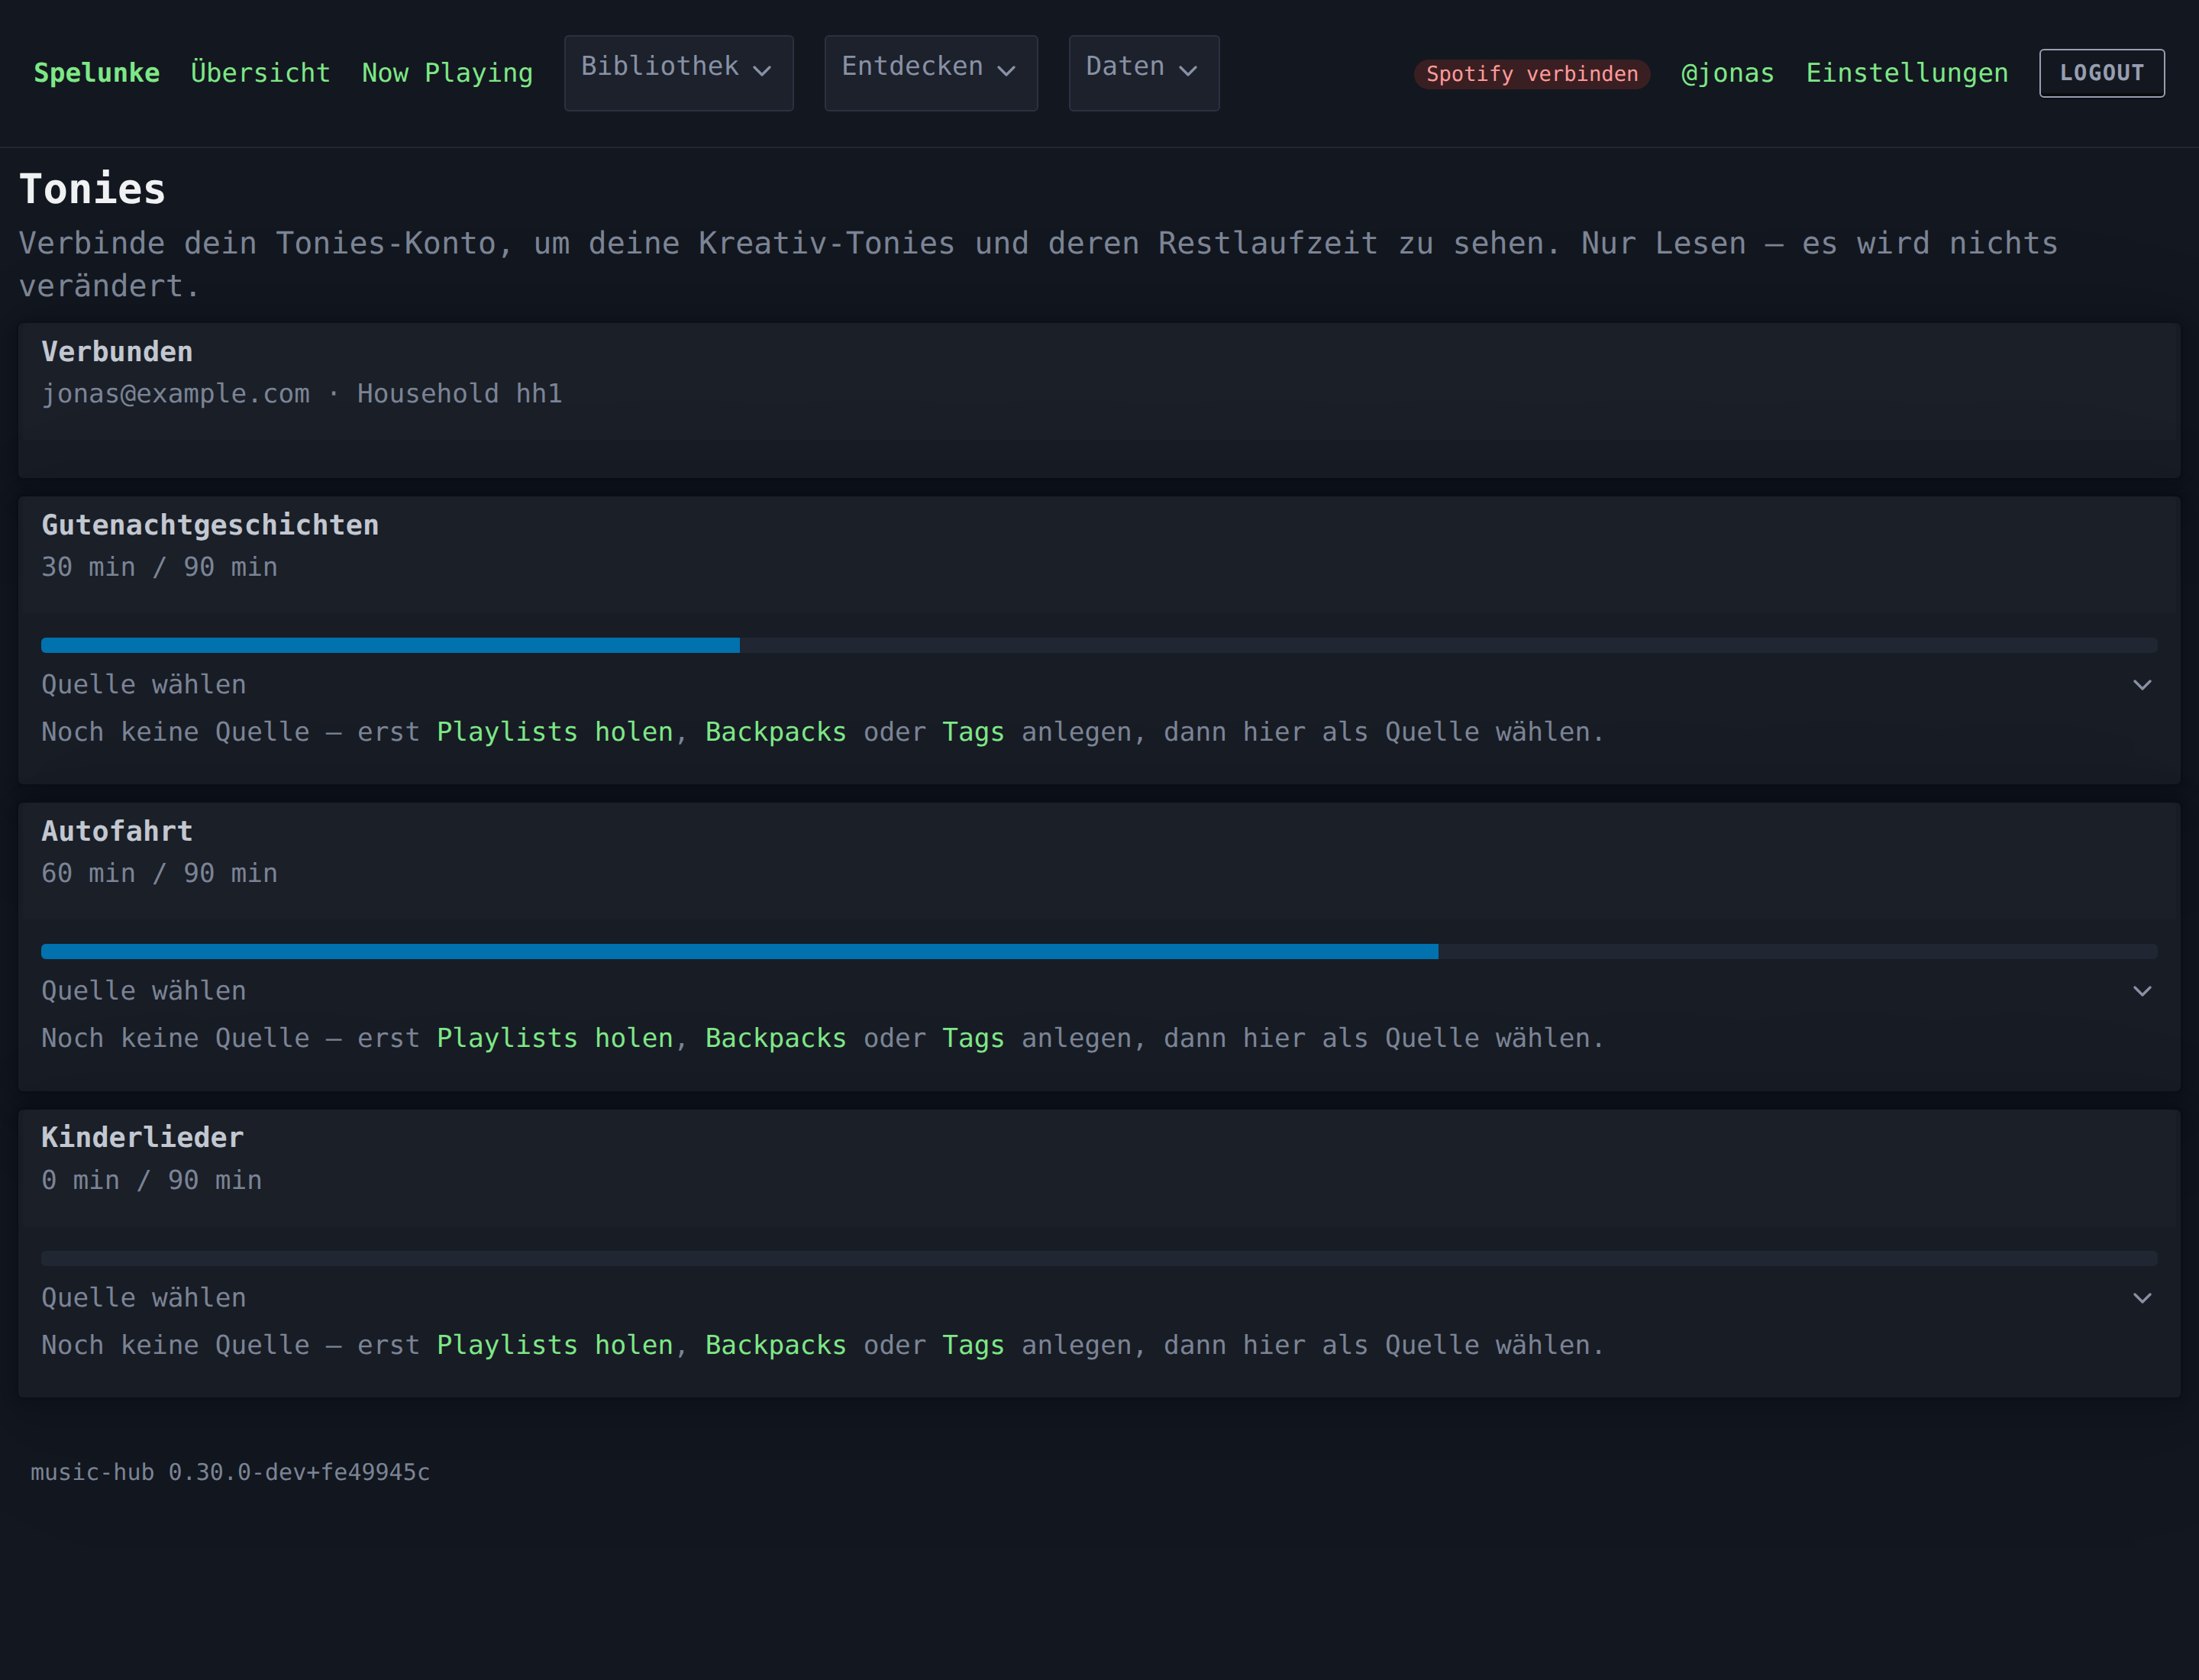 Spelunke Übersicht Now Playing Bibliothek Entdecken Daten Spotify verbinden @jonas Einstellungen LOGOUT
Tonies
Verbinde dein Tonies-Konto, um deine Kreativ-Tonies und deren Restlaufzeit zu sehen. Nur Lesen — es wird nichts
verändert.
Verbunden
jonas@example.com · Household hh1
Gutenachtgeschichten
30 min / 90 min
Quelle wählen
Noch keine Quelle — erst Playlists holen, Backpacks oder Tags anlegen, dann hier als Quelle wählen.
Autofahrt
60 min / 90 min
Quelle wählen
Noch keine Quelle — erst Playlists holen, Backpacks oder Tags anlegen, dann hier als Quelle wählen.
Kinderlieder
0 min / 90 min
Quelle wählen
Noch keine Quelle — erst Playlists holen, Backpacks oder Tags anlegen, dann hier als Quelle wählen.
music-hub 0.30.0-dev+fe49945c